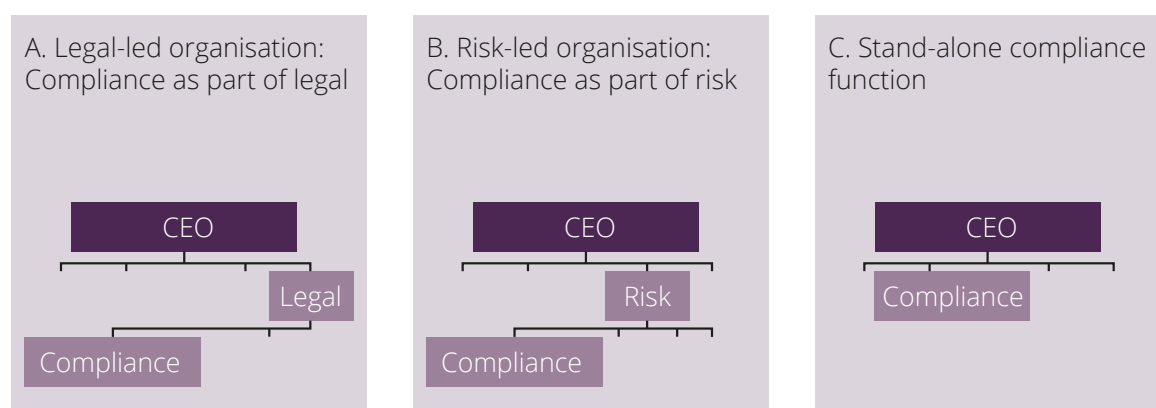 A. Legal-led organisation:
Compliance as part of legal
CEO
Legal
Compliance
B. Risk-led organisation:
Compliance as part of risk
CEO
Risk
Compliance
C. Stand-alone compliance
function
CEO
Compliance